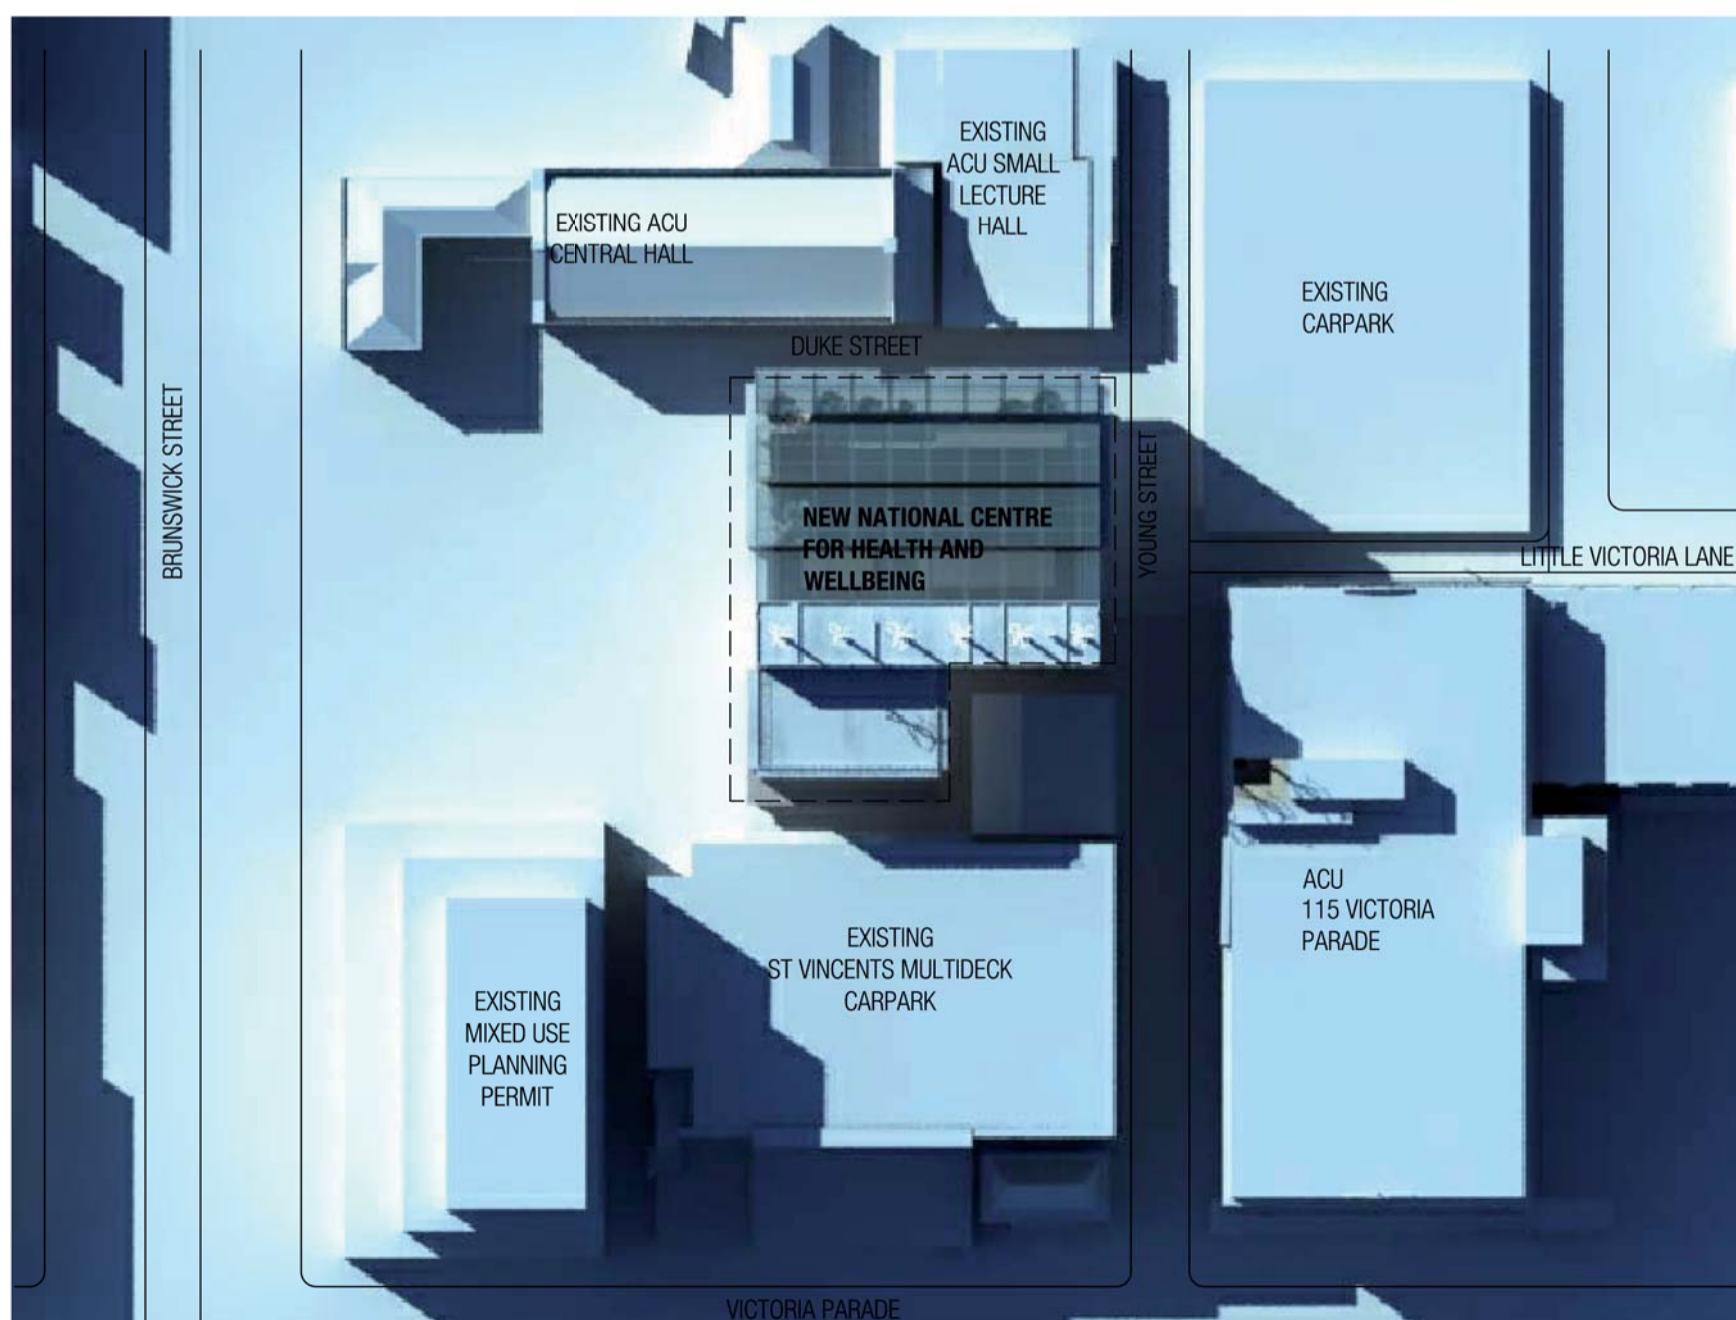 EXISTING
ACU SMALL
LECTURE
HALL
EXISTING ACU
CENTRAL HALL
EXISTING
CARPARK
DUKE STREET
BRUNSWICK STREET
YOUNG STREET
NEW NATIONAL CENTRE
FOR HEALTH AND
WELLBEING
LITTLE VICTORIA LANE
ACU
115 VICTORIA
PARADE
EXISTING
ST VINCENTS MULTIDECK
CARPARK
EXISTING
MIXED USE
PLANNING
PERMIT
VICTORIA PARADE